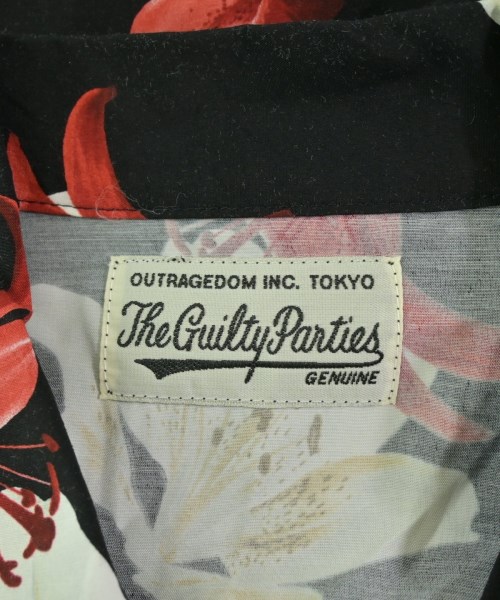 OUTRAGEDOM INC. TOKYO
The Guilty Parties
GENUINE